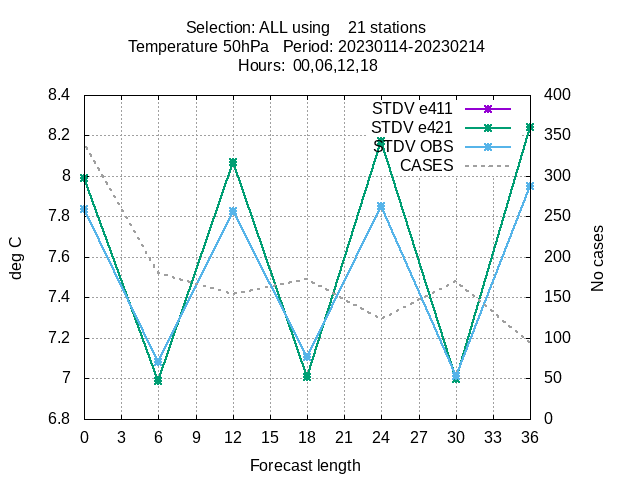 Selection: ALL using    21 stations
Temperature 50hPa   Period: 20230114-20230214
Hours:  00,06,12,18
STDV e411
STDV e421
STDV OBS
CASES
8.4
8.2
8
7.8
7.6
7.4
7.2
7
6.8
deg C
400
350
300
250
200
150
100
50
0
No cases
0 3 6 9 12 15 18 21 24 27 30 33 36
Forecast length